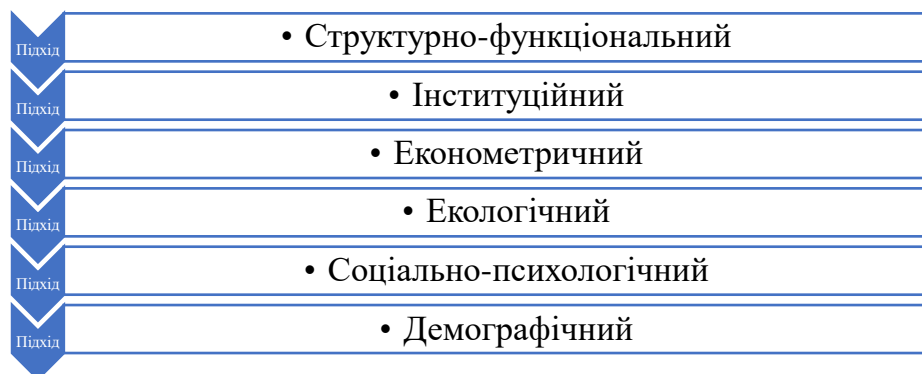 Підхід
• Структурно-функціональний
Підхід
• Інституційний
Підхід
• Економетричний
Підхід
• Екологічний
Підхід
• Соціально-психологічний
Підхід
• Демографічний